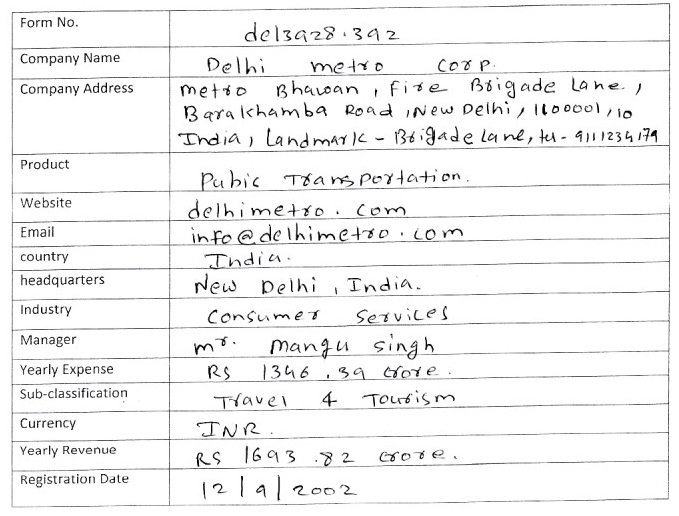 Form No. del3928.392
Company Name Delhi metro Corp.
Company Address metro Bhawan, Fire Brigade Lane,
Barakhamba Road, New Delhi, 1100001, 10
India, Landmark - Brigade Lane, tel - 9111234179
Product Pubic Transportation.
Website delhimetro.com
Email info@delhimetro.com
country India.
headquarters New Delhi, India.
Industry Consumer Services
Manager mr. mangu singh
Yearly Expense RS 1346.39 crore.
Sub-classification Travel & Tourism
Currency INR.
Yearly Revenue RS 1693.82 crore.
Registration Date 12/9/2002